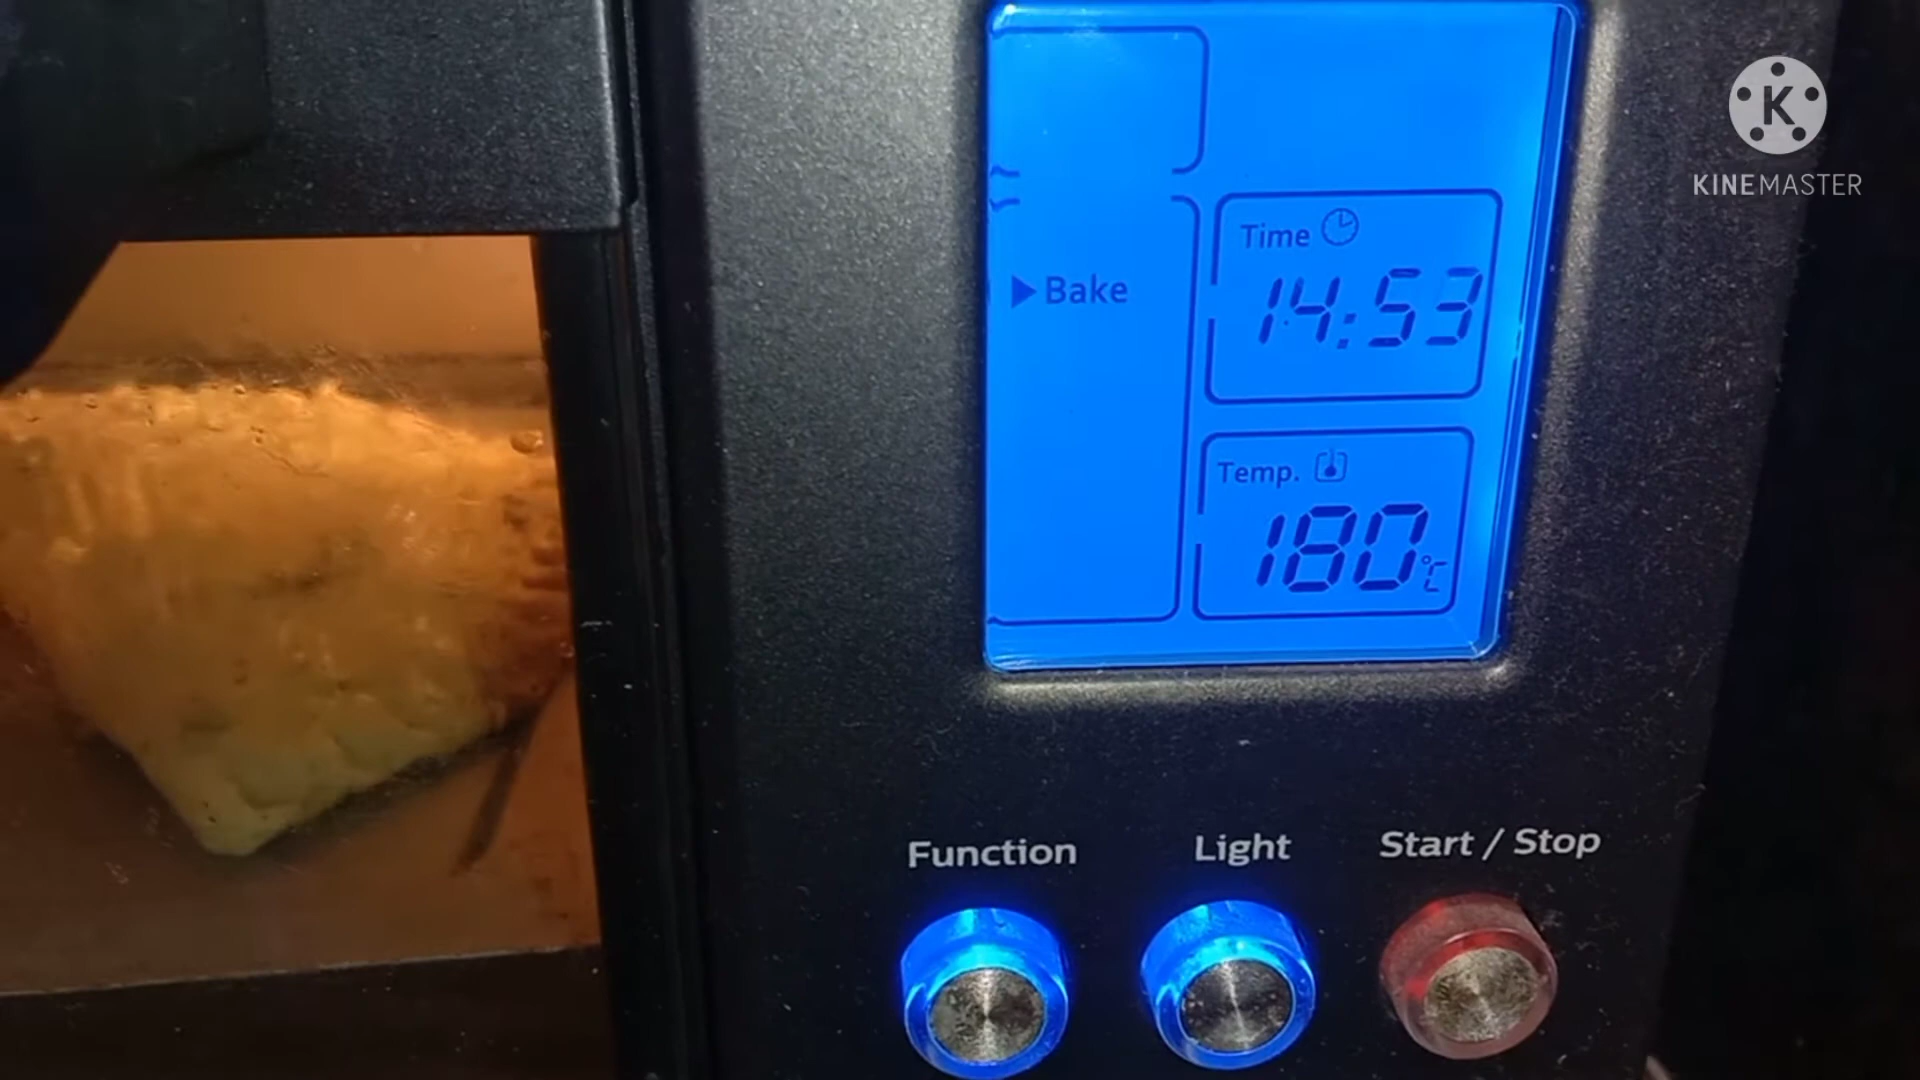 K
KINEMASTER
Time
14:53
Bake
Temp.
180°C
Function
Light
Start / Stop